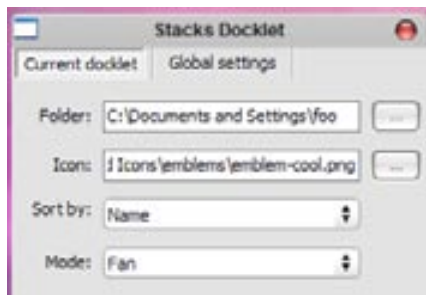 Stacks Docklet
Current docklet Global settings
Folder: C:\Documents and Settings\foo ...
Icon: Icons\emblems\emblem-cool.png ...
Sort by: Name
Mode: Fan